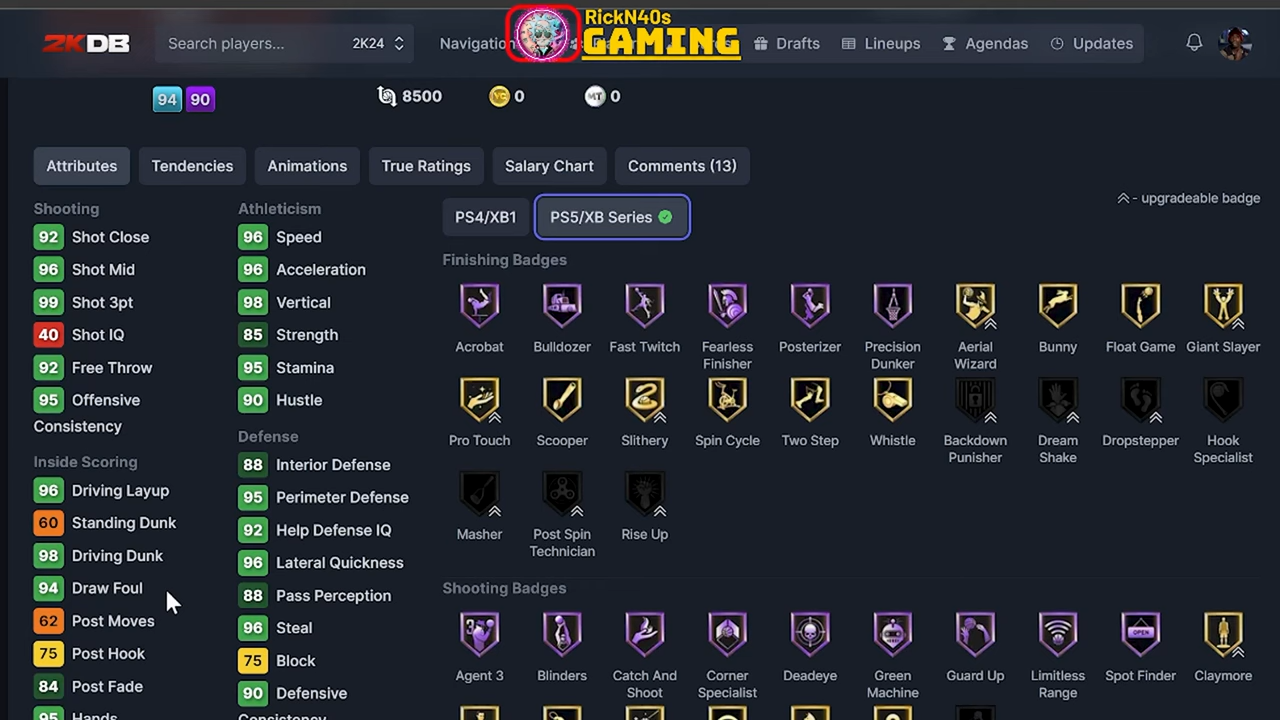 2KDB
Search players...
2K24
Navigation
RickN40s
GAMING
Drafts
Lineups
Agendas
Updates
94 90
8500
VC 0
MT 0
Attributes
Tendencies
Animations
True Ratings
Salary Chart
Comments (13)
Shooting
92 Shot Close
96 Shot Mid
99 Shot 3pt
40 Shot IQ
92 Free Throw
95 Offensive
Consistency
Inside Scoring
96 Driving Layup
60 Standing Dunk
98 Driving Dunk
94 Draw Foul
62 Post Moves
75 Post Hook
84 Post Fade
95 Hands
Athleticism
96 Speed
96 Acceleration
98 Vertical
85 Strength
95 Stamina
90 Hustle
Defense
88 Interior Defense
95 Perimeter Defense
92 Help Defense IQ
96 Lateral Quickness
88 Pass Perception
96 Steal
75 Block
90 Defensive
Consistency
PS4/XB1
PS5/XB Series
- upgradeable badge
Finishing Badges
Acrobat
Bulldozer
Fast Twitch
Fearless
Finisher
Posterizer
Precision
Dunker
Aerial
Wizard
Bunny
Float Game
Giant Slayer
Pro Touch
Scooper
Slithery
Spin Cycle
Two Step
Whistle
Backdown
Punisher
Dream
Shake
Dropstepper
Hook
Specialist
Masher
Post Spin
Technician
Rise Up
Shooting Badges
3
OPEN
Agent 3
Blinders
Catch And
Shoot
Corner
Specialist
Deadeye
Green
Machine
Guard Up
Limitless
Range
Spot Finder
Claymore